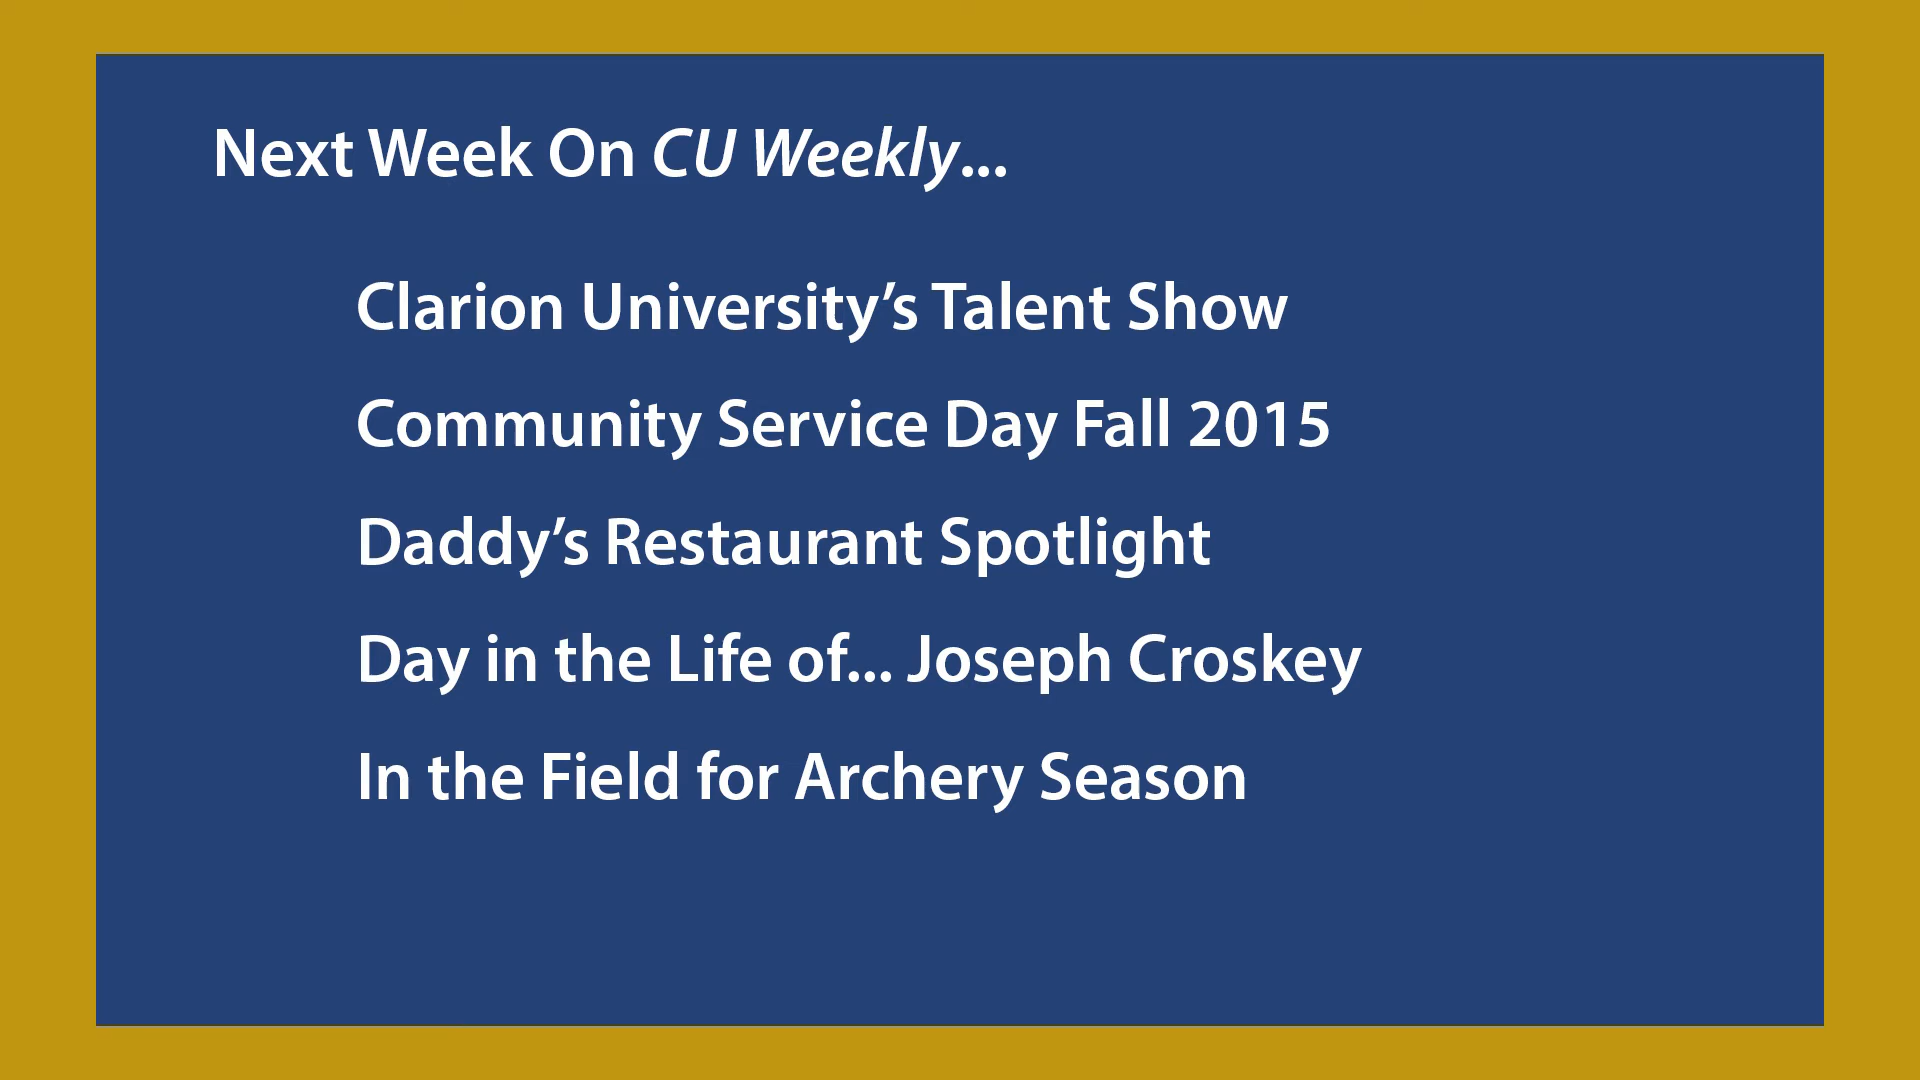 Next Week On CU Weekly...
Clarion University’s Talent Show
Community Service Day Fall 2015
Daddy’s Restaurant Spotlight
Day in the Life of... Joseph Croskey
In the Field for Archery Season